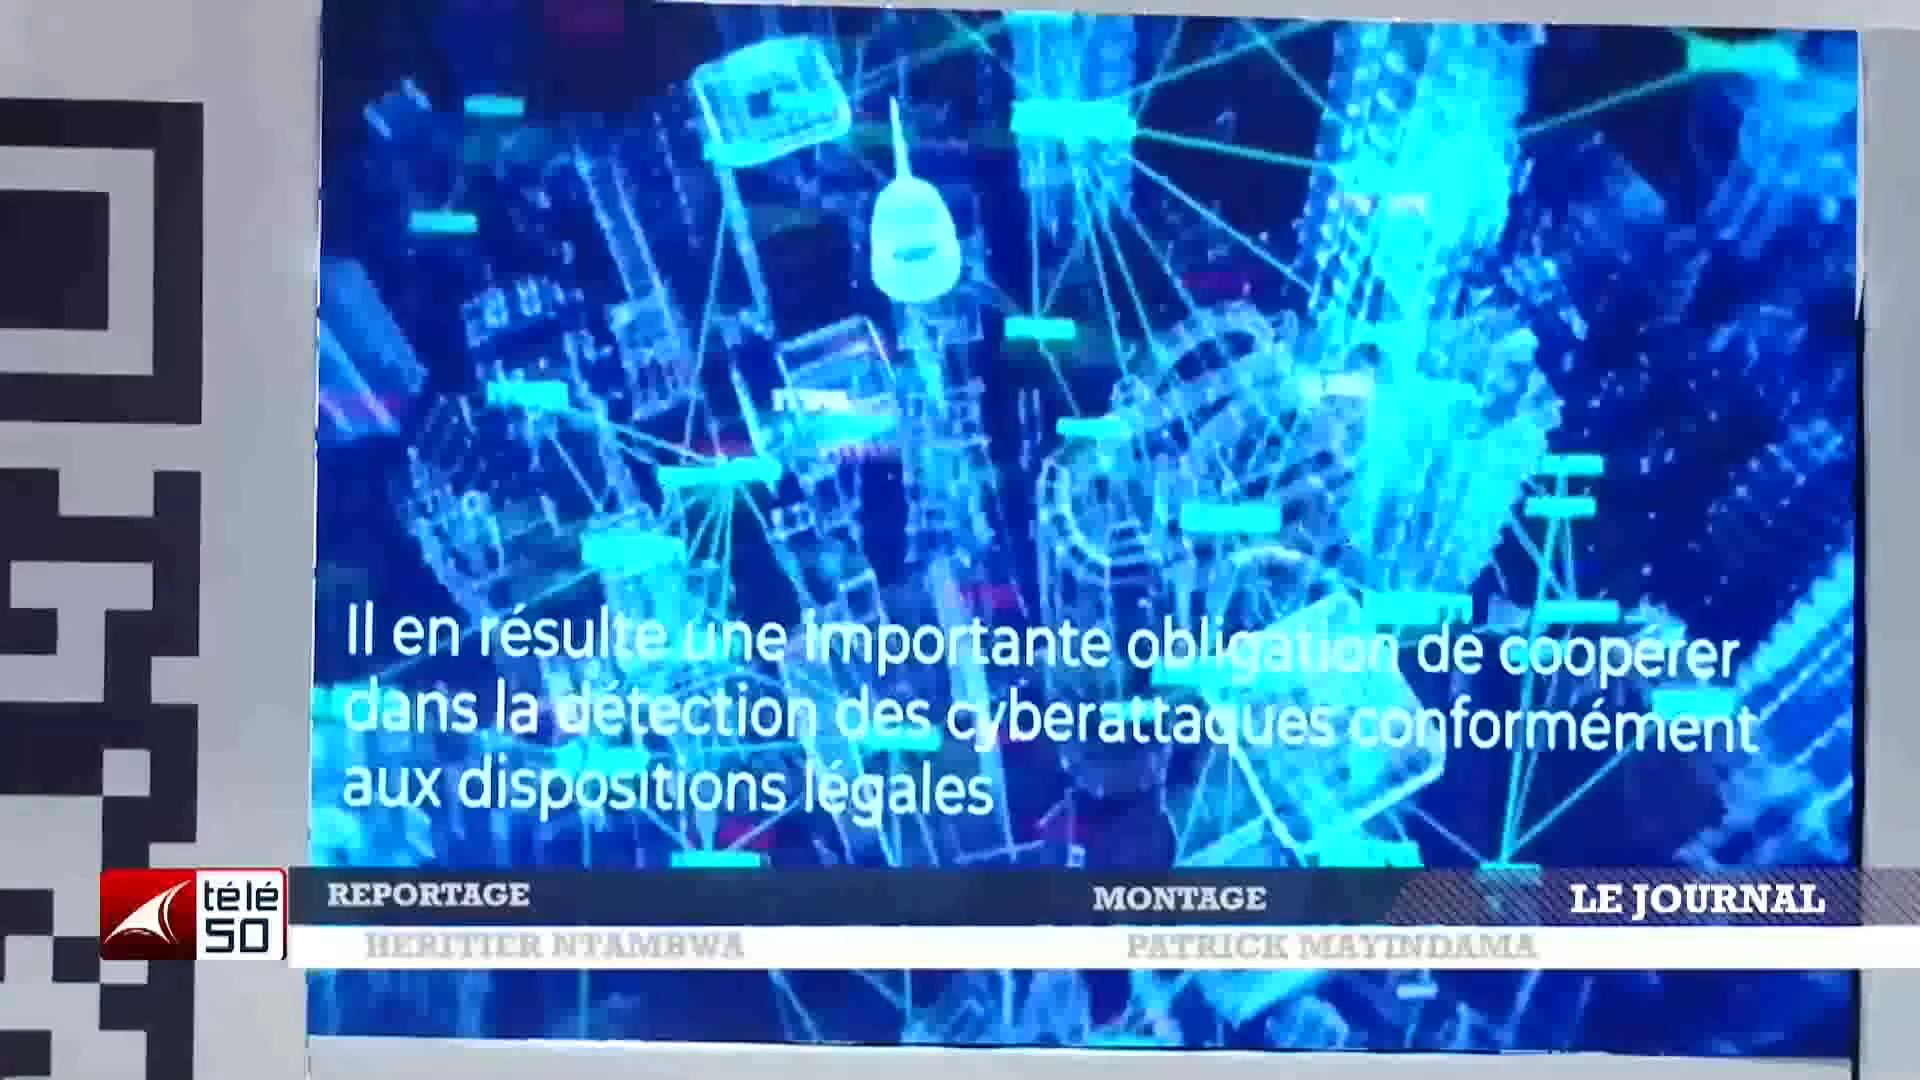 Il en résulte une importante obligation de coopérer
dans la détection des cyberattaques conformément
aux dispositions légales
télé
50
REPORTAGE
MONTAGE
LE JOURNAL
HERITIER NTAMBWA
PATRICK MAYINDAMA